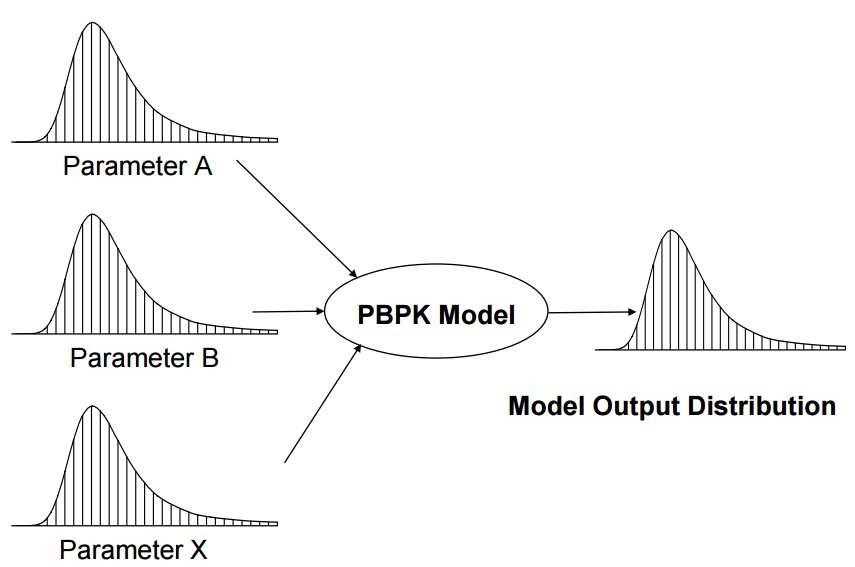 Parameter A
Parameter B
PBPK Model
Model Output Distribution
Parameter X